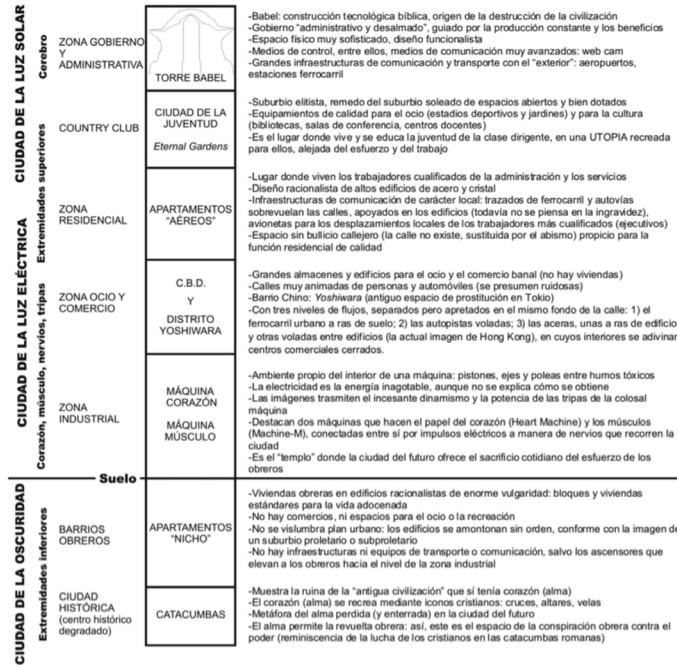 CIUDAD DE LA LUZ SOLAR
Cerebro
ZONA GOBIERNO
Y
ADMINISTRATIVA
TORRE BABEL
-Babel: construcción tecnológica bíblica, origen de la destrucción de la civilización
-Gobierno "administrativo y desalmado", guiado por la producción constante y los beneficios
-Espacio físico muy sofisticado, diseño funcionalista
-Medios de control, entre ellos, medios de comunicación muy avanzados: web cam
-Grandes infraestructuras de comunicación y transporte con el "exterior": aeropuertos,
estaciones ferrocarril
COUNTRY CLUB
CIUDAD DE LA
JUVENTUD
Eternal Gardens
-Suburbio elitista, remedo del suburbio soleado de espacios abiertos y bien dotados
-Equipamientos de calidad para el ocio (estadios deportivos y jardines) y para la cultura
(bibliotecas, salas de conferencia, centros docentes)
-Es el lugar donde vive y se educa la juventud de la clase dirigente, en una UTOPIA recreada
para ellos, alejada del esfuerzo y del trabajo
CIUDAD DE LA LUZ ELÉCTRICA
Extremidades superiores
ZONA
RESIDENCIAL
APARTAMENTOS
"AÉREOS"
-Lugar donde viven los trabajadores cualificados de la administración y los servicios
-Diseño racionalista de altos edificios de acero y cristal
-Infraestructuras de comunicación de carácter local: trazados de ferrocarril y autovías
sobrevuelan las calles, apoyados en los edificios (todavía no se piensa en la ingravidez),
avionetas para los desplazamientos locales de los trabajadores más cualificados (ejecutivos)
-Espacio sin bullicio callejero (la calle no existe, sustituida por el abismo) propicio para la
función residencial de calidad
Corazón, músculo, nervios, tripas
ZONA OCIO Y
COMERCIO
C.B.D.
Y
DISTRITO
YOSHIWARA
-Grandes almacenes y edificios para el ocio y el comercio banal (no hay viviendas)
-Calles muy animadas de personas y automóviles (se presumen ruidosas)
-Barrio Chino: Yoshiwara (antiguo espacio de prostitución en Tokio)
-Con tres niveles de flujos, separados pero apretados en el mismo fondo de la calle: 1) el
ferrocarril urbano a ras de suelo; 2) las autopistas voladas; 3) las aceras, unas a ras de edificio
y otras voladas entre edificios (la actual imagen de Hong Kong), en cuyos interiores se adivinan
centros comerciales cerrados.
ZONA
INDUSTRIAL
MÁQUINA
CORAZÓN
MÁQUINA
MÚSCULO
-Ambiente propio del interior de una máquina: pistones, ejes y poleas entre humos tóxicos
-La electricidad es la energía inagotable, aunque no se explica cómo se obtiene
-Las imágenes trasmiten el incesante dinamismo y la potencia de las tripas de la colosal
máquina
-Destacan dos máquinas que hacen el papel del corazón (Heart Machine) y los músculos
(Machine-M), conectadas entre sí por impulsos eléctricos a manera de nervios que recorren la
ciudad
-Es el "templo" donde la ciudad del futuro ofrece el sacrificio cotidiano del esfuerzo de los
obreros
Suelo
CIUDAD DE LA OSCURIDAD
Extremidades inferiores
BARRIOS
OBREROS
APARTAMENTOS
"NICHO"
-Viviendas obreras en edificios racionalistas de enorme vulgaridad: bloques y viviendas
estándares para la vida adocenada
-No hay comercios, ni espacios para el ocio o la recreación
-No se vislumbra plan urbano: los edificios se amontonan sin orden, conforme con la imagen de
un suburbio proletario o subproletario
-No hay infraestructuras ni equipos de transporte o comunicación, salvo los ascensores que
elevan a los obreros hacia el nivel de la zona industrial
CIUDAD
HISTÓRICA
(centro histórico
degradado)
CATACUMBAS
-Muestra la ruina de la "antigua civilización" que sí tenía corazón (alma)
-El corazón (alma) se recrea mediante iconos cristianos: cruces, altares, velas
-Metáfora del alma perdida (y enterrada) en la ciudad del futuro
-El alma permite la revuelta obrera: así, este es el espacio de la conspiración obrera contra el
poder (reminiscencia de la lucha de los cristianos en las catacumbas romanas)